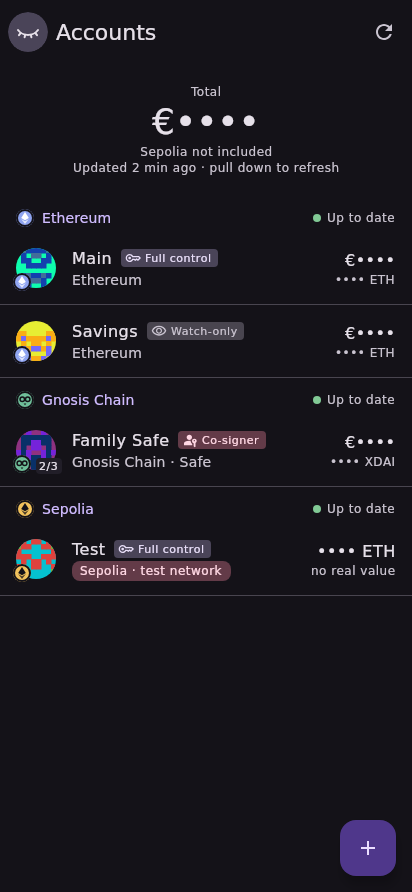 Accounts
Total
€••••
Sepolia not included
Updated 2 min ago · pull down to refresh
Ethereum
Up to date
Main
Full control
€••••
Ethereum
•••• ETH
Savings
Watch-only
€••••
Ethereum
•••• ETH
Gnosis Chain
Up to date
Family Safe
Co-signer
€••••
2/3
Gnosis Chain · Safe
•••• XDAI
Sepolia
Up to date
Test
Full control
•••• ETH
Sepolia · test network
no real value